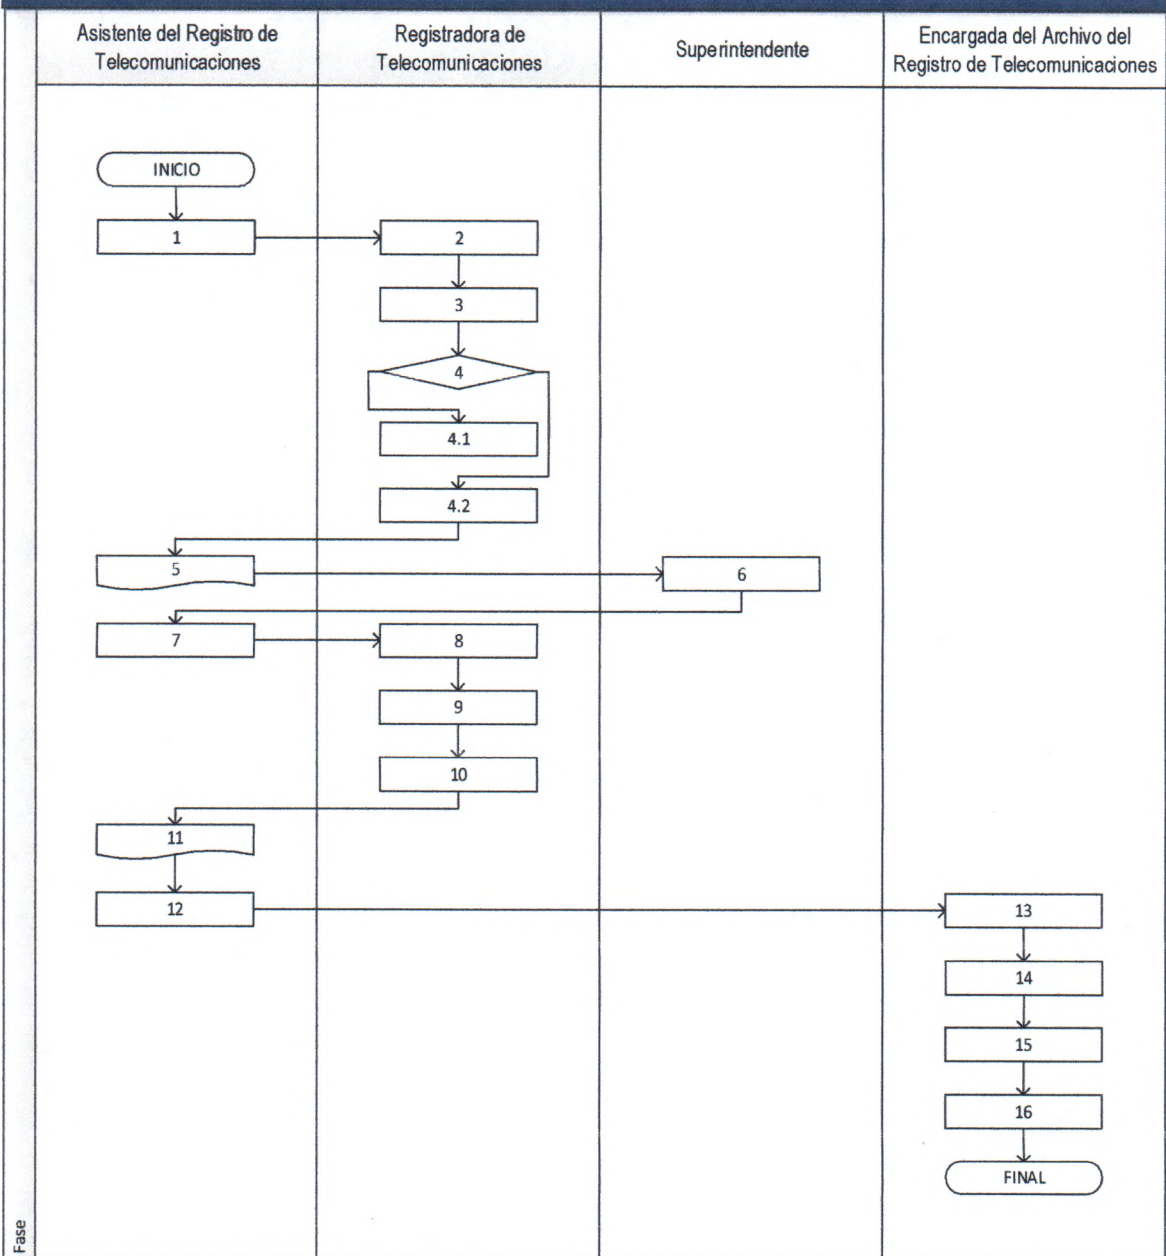 Asistente del Registro de
Telecomunicaciones
Registradora de
Telecomunicaciones
Superintendente
Encargada del Archivo del
Registro de Telecomunicaciones
INICIO
1
2
3
4
4.1
4.2
5
6
7
8
9
10
11
12
13
14
15
16
FINAL
Fase